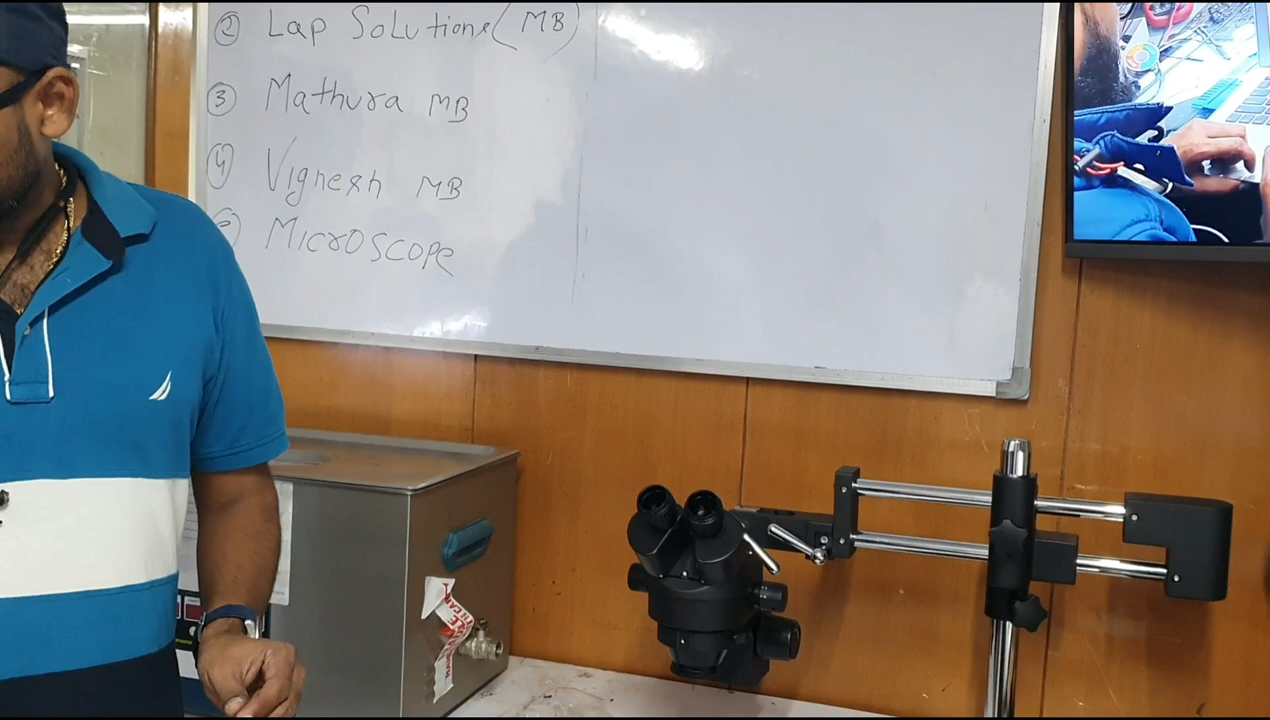 ② Lap Solutions (MB)
③ Mathura MB
④ Vignesh MB
Microscope